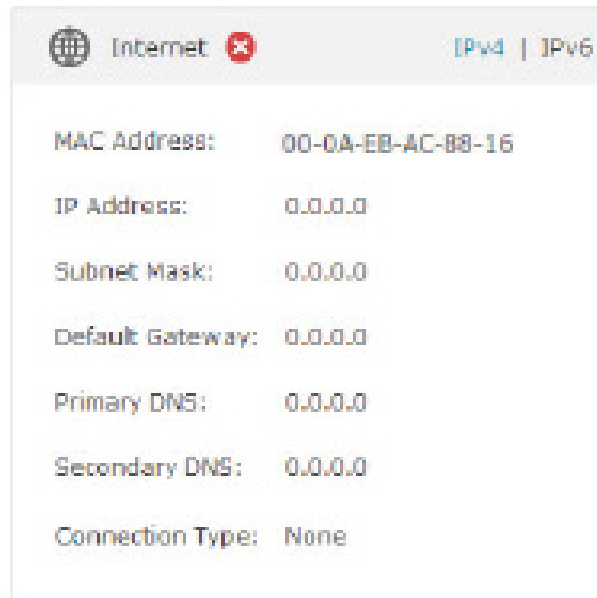 Internet IPv4 | IPv6
MAC Address: 00-0A-EB-AC-88-16
IP Address: 0.0.0.0
Subnet Mask: 0.0.0.0
Default Gateway: 0.0.0.0
Primary DNS: 0.0.0.0
Secondary DNS: 0.0.0.0
Connection Type: None